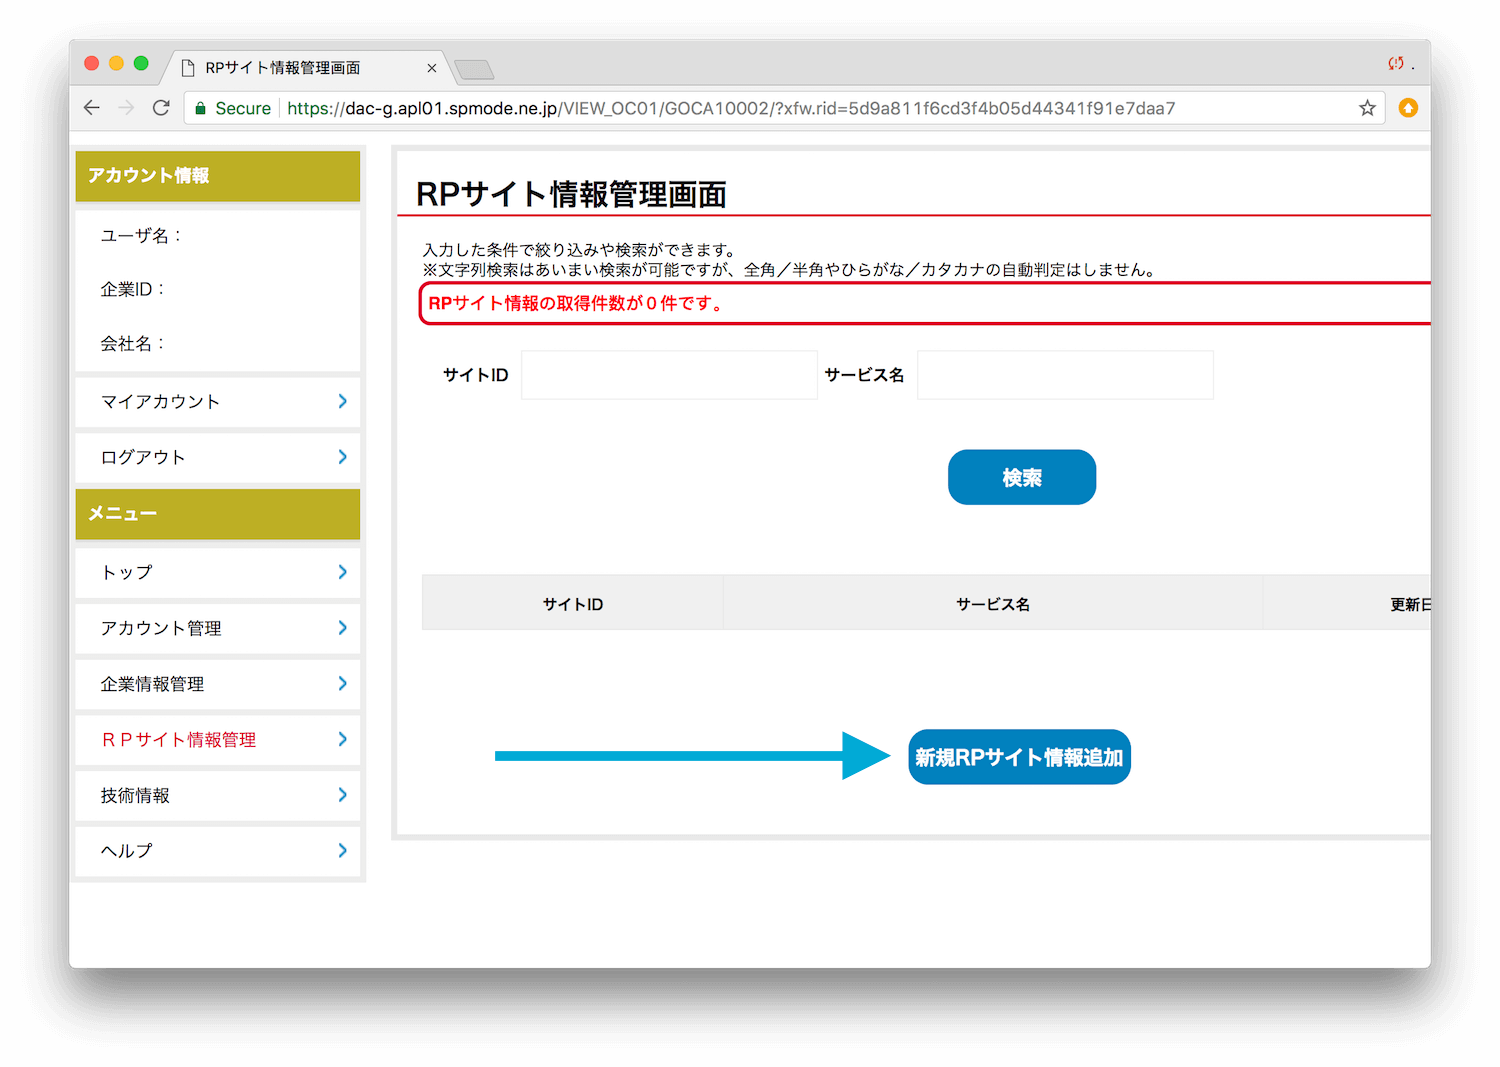 RPサイト情報管理画面
Secure https://dac-g.apl01.spmode.ne.jp/VIEW_OC01/GOCA10002/?xfw.rid=5d9a811f6cd3f4b05d44341f91e7daa7
アカウント情報
ユーザ名：
企業ID：
会社名：
マイアカウント
ログアウト
メニュー
トップ
アカウント管理
企業情報管理
ＲＰサイト情報管理
技術情報
ヘルプ
RPサイト情報管理画面
入力した条件で絞り込みや検索ができます。
※文字列検索はあいまい検索が可能ですが、全角／半角やひらがな／カタカナの自動判定はしません。
RPサイト情報の取得件数が０件です。
サイトID サービス名
検索
サイトID サービス名 更新日
新規RPサイト情報追加